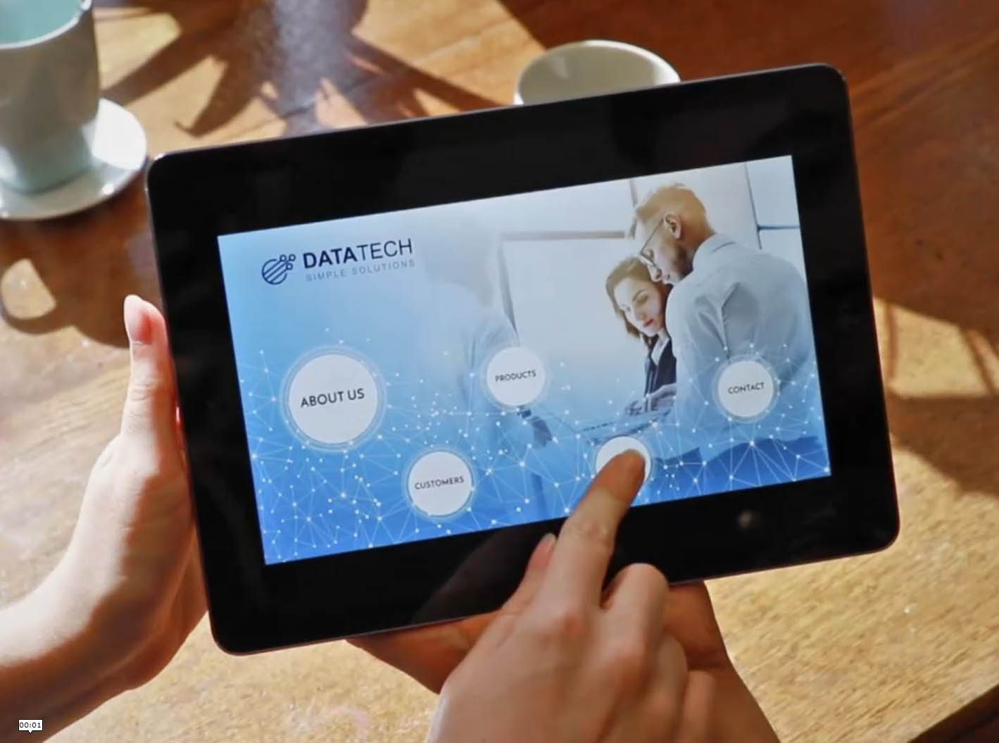 DATATECH
SIMPLE SOLUTIONS
ABOUT US
PRODUCTS
CONTACT
CUSTOMERS
00:01